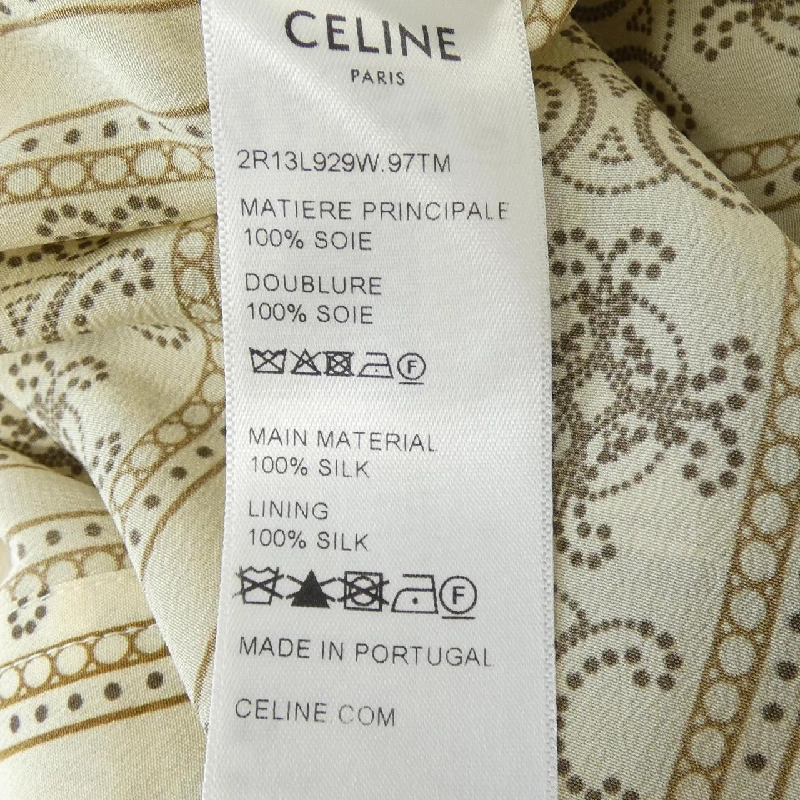 CELINE
PARIS
2R13L929W.97TM
MATIERE PRINCIPALE
100% SOIE
DOUBLURE
100% SOIE
F
MAIN MATERIAL
100% SILK
LINING
100% SILK
F
MADE IN PORTUGAL
CELINE.COM